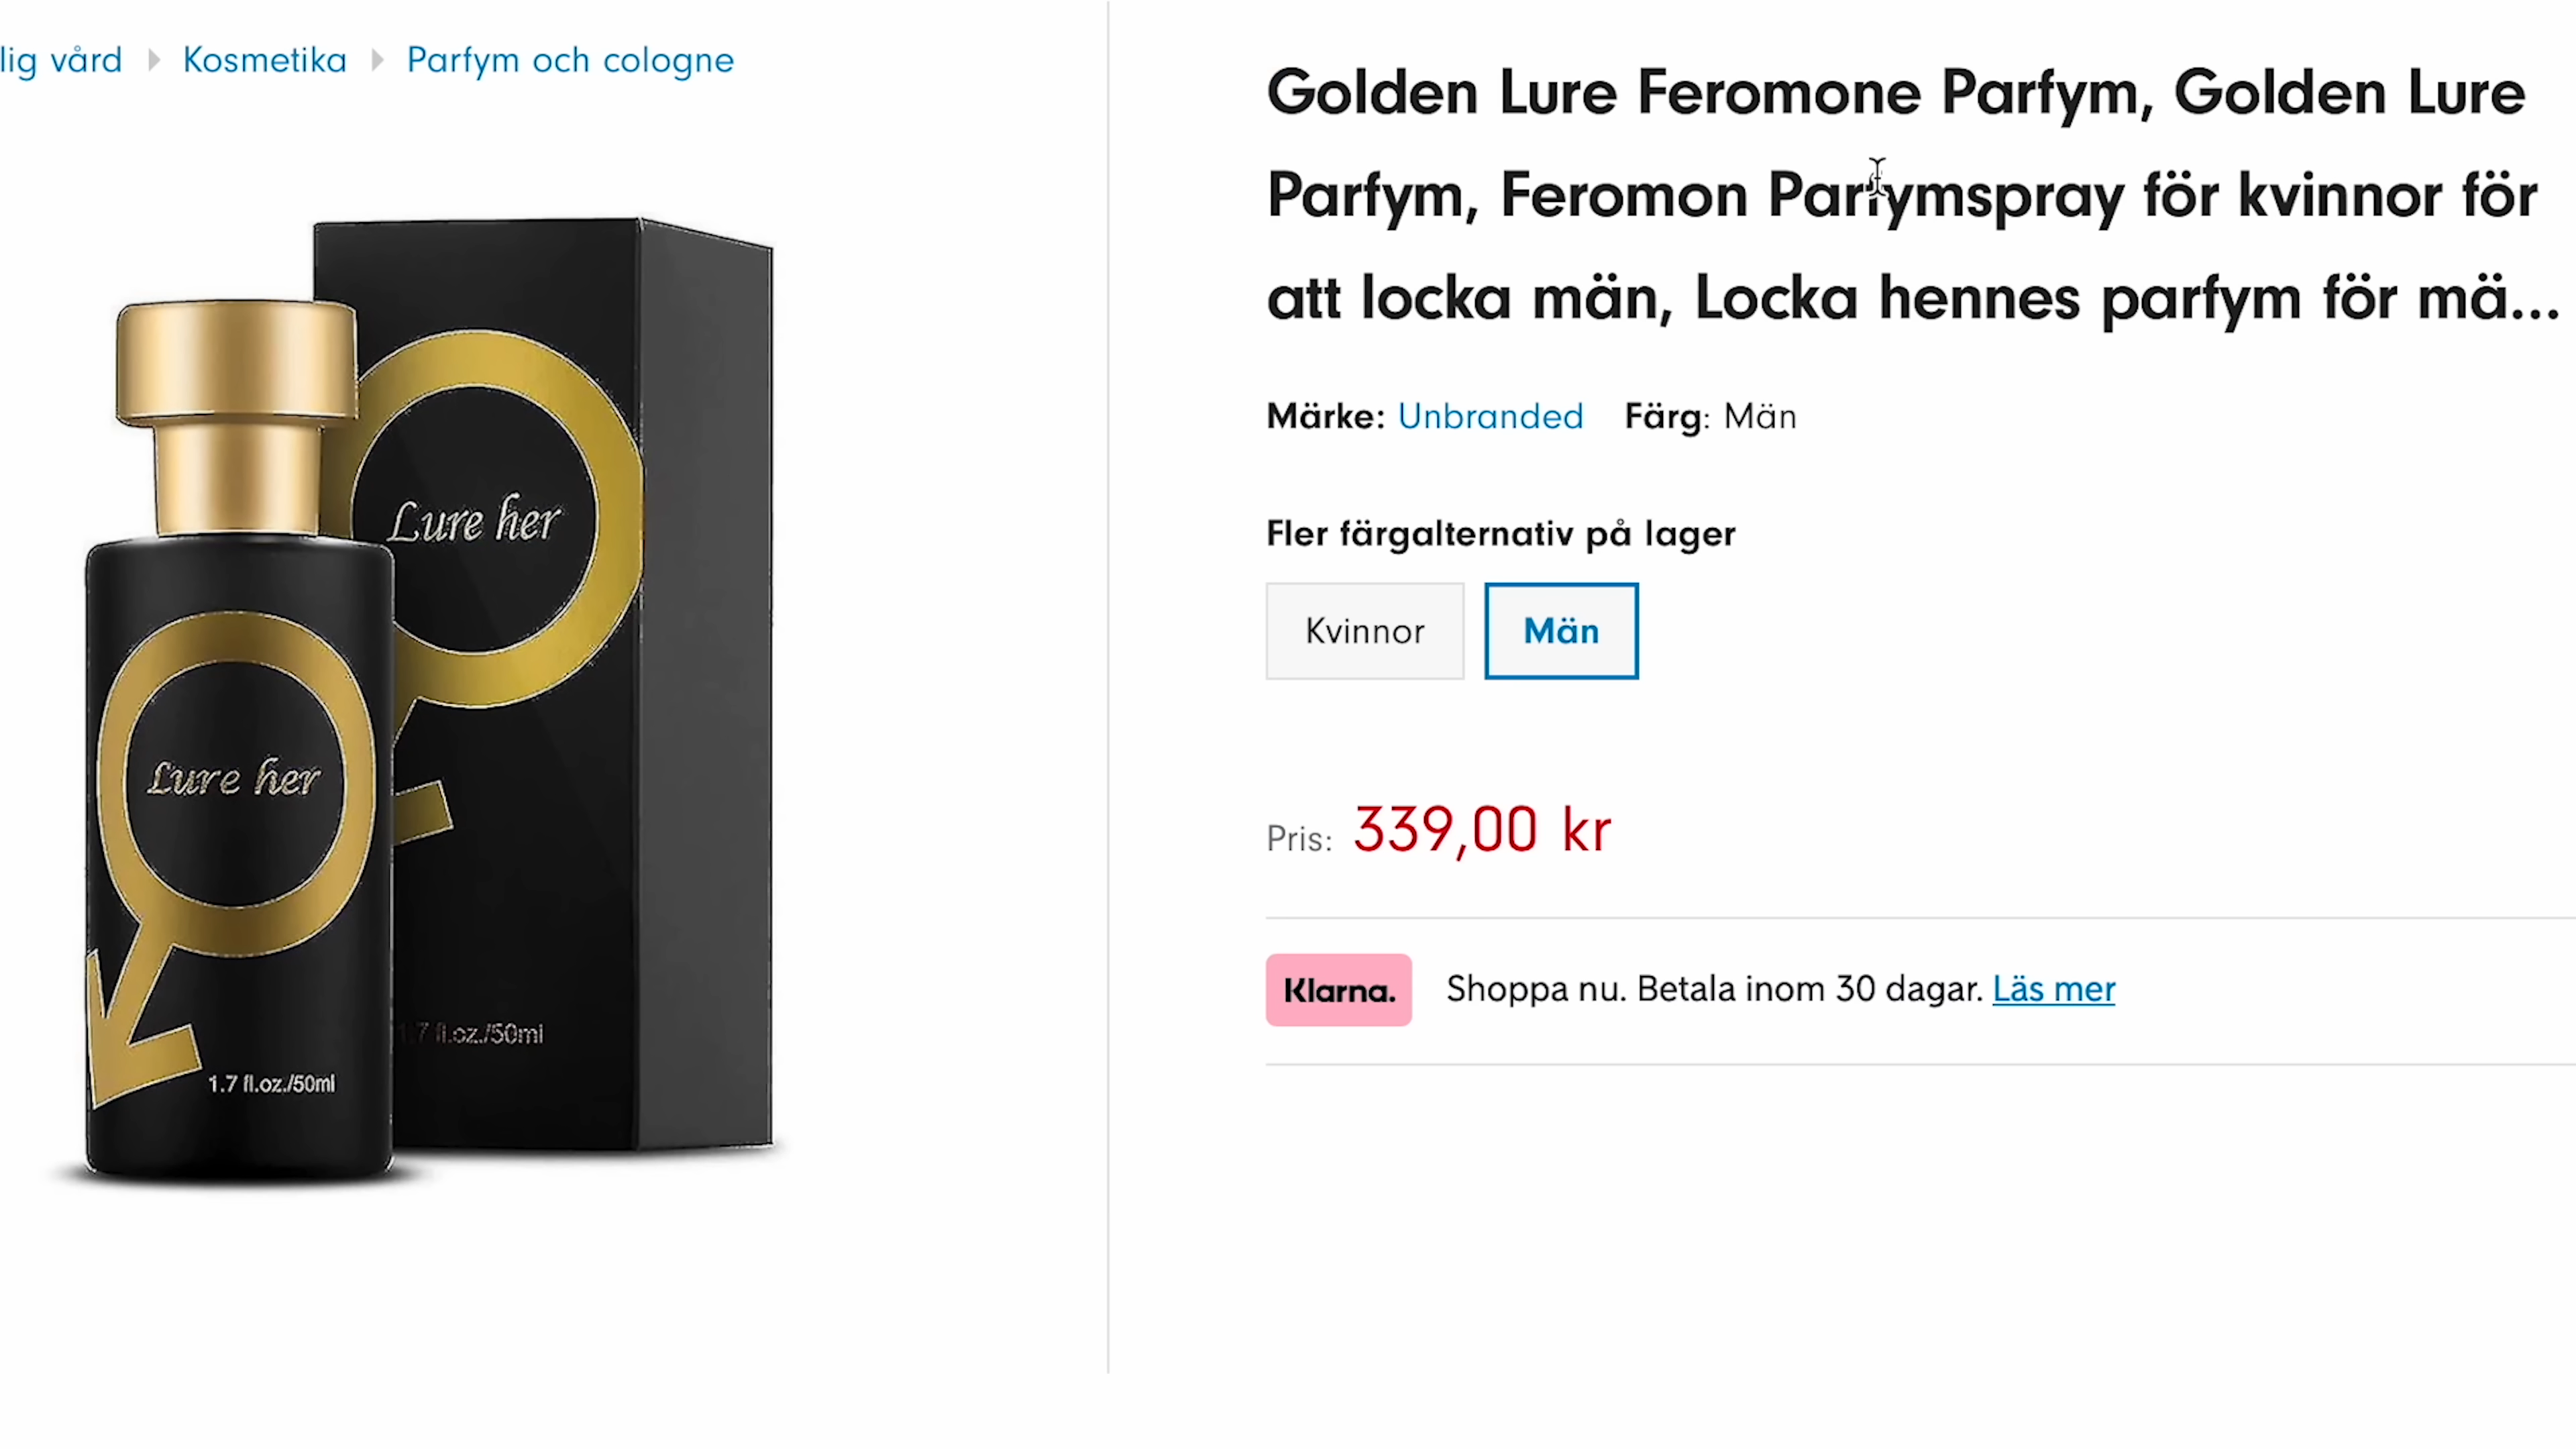 lig vård Kosmetika Parfym och cologne
Lure her
1.7 fl.oz./50ml
Lure her
1.7 fl.oz./50ml
Golden Lure Feromone Parfym, Golden Lure
Parfym, Feromon Parfymspray för kvinnor för
att locka män, Locka hennes parfym för mä...
Märke: Unbranded Färg: Män
Fler färgalternativ på lager
Kvinnor Män
Pris: 339,00 kr
Klarna. Shoppa nu. Betala inom 30 dagar. Läs mer